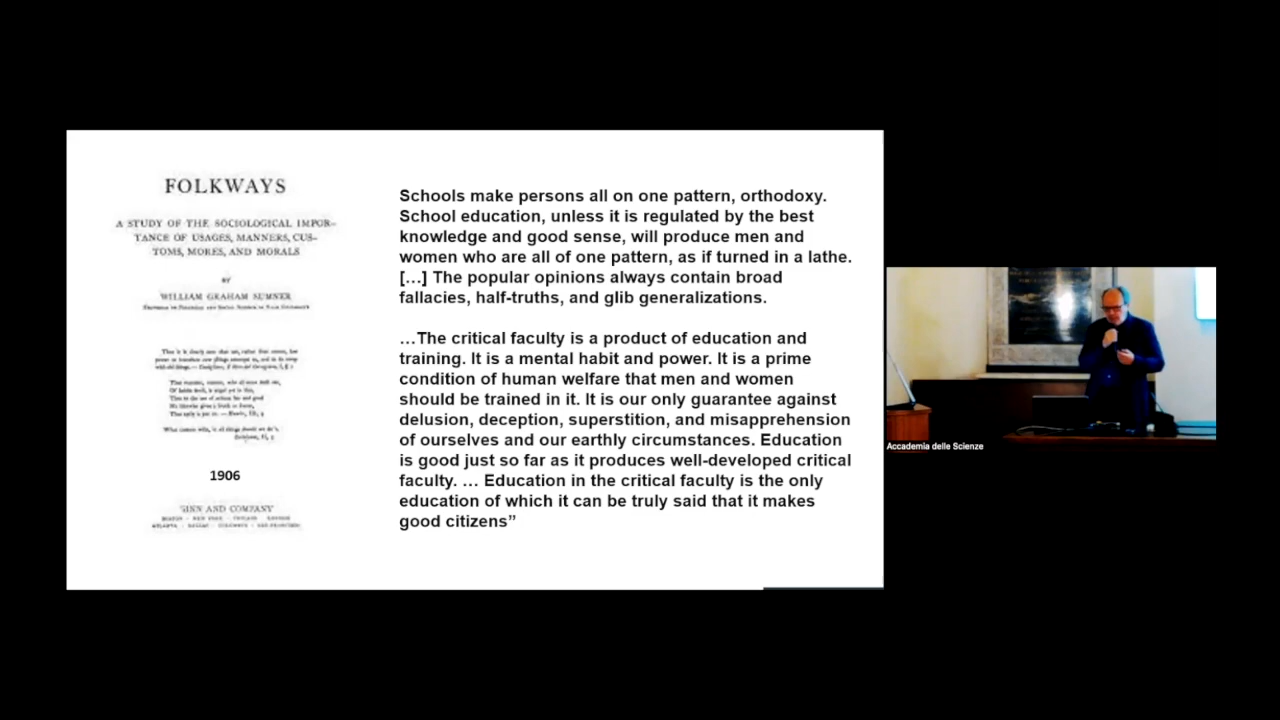 FOLKWAYS
A STUDY OF THE SOCIOLOGICAL IMPOR-
TANCE OF USAGES, MANNERS, CUS-
TOMS, MORES, AND MORALS
BY
WILLIAM GRAHAM SUMNER
1906
GINN AND COMPANY
Schools make persons all on one pattern, orthodoxy.
School education, unless it is regulated by the best
knowledge and good sense, will produce men and
women who are all of one pattern, as if turned in a lathe.
[…] The popular opinions always contain broad
fallacies, half-truths, and glib generalizations.
…The critical faculty is a product of education and
training. It is a mental habit and power. It is a prime
condition of human welfare that men and women
should be trained in it. It is our only guarantee against
delusion, deception, superstition, and misapprehension
of ourselves and our earthly circumstances. Education
is good just so far as it produces well-developed critical
faculty. … Education in the critical faculty is the only
education of which it can be truly said that it makes
good citizens”
Accademia delle Scienze